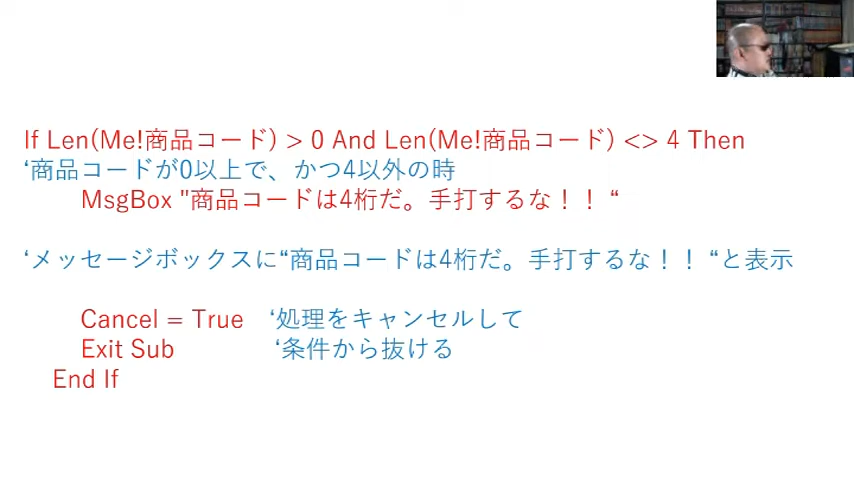 If Len(Me!商品コード) > 0 And Len(Me!商品コード) <> 4 Then
‘商品コードが0以上で、かつ4以外の時
MsgBox "商品コードは4桁だ。手打するな！！ “
‘メッセージボックスに“商品コードは4桁だ。手打するな！！ “と表示
Cancel = True ‘処理をキャンセルして
Exit Sub ‘条件から抜ける
End If